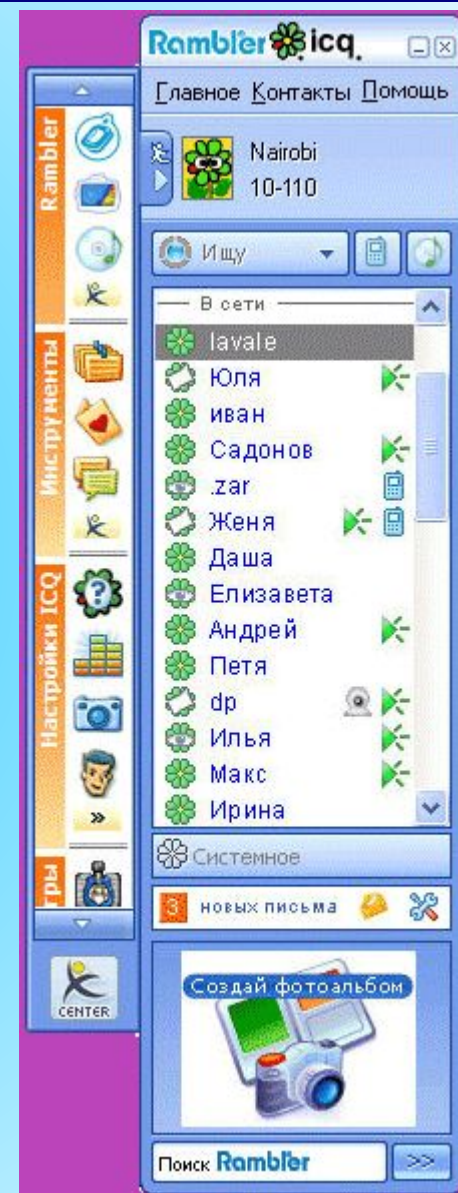 Rambler icq
Главное Контакты Помощь
Nairobi
10-110
Ищу
В сети
lavale
Юля
иван
Садонов
.zar
Женя
Даша
Елизавета
Андрей
Петя
dp
Илья
Макс
Ирина
Системное
3 новых письма
Создай фотоальбом
Поиск Rambler
>>
Rambler
Инструменты
Настройки ICQ
»
гры
CENTER